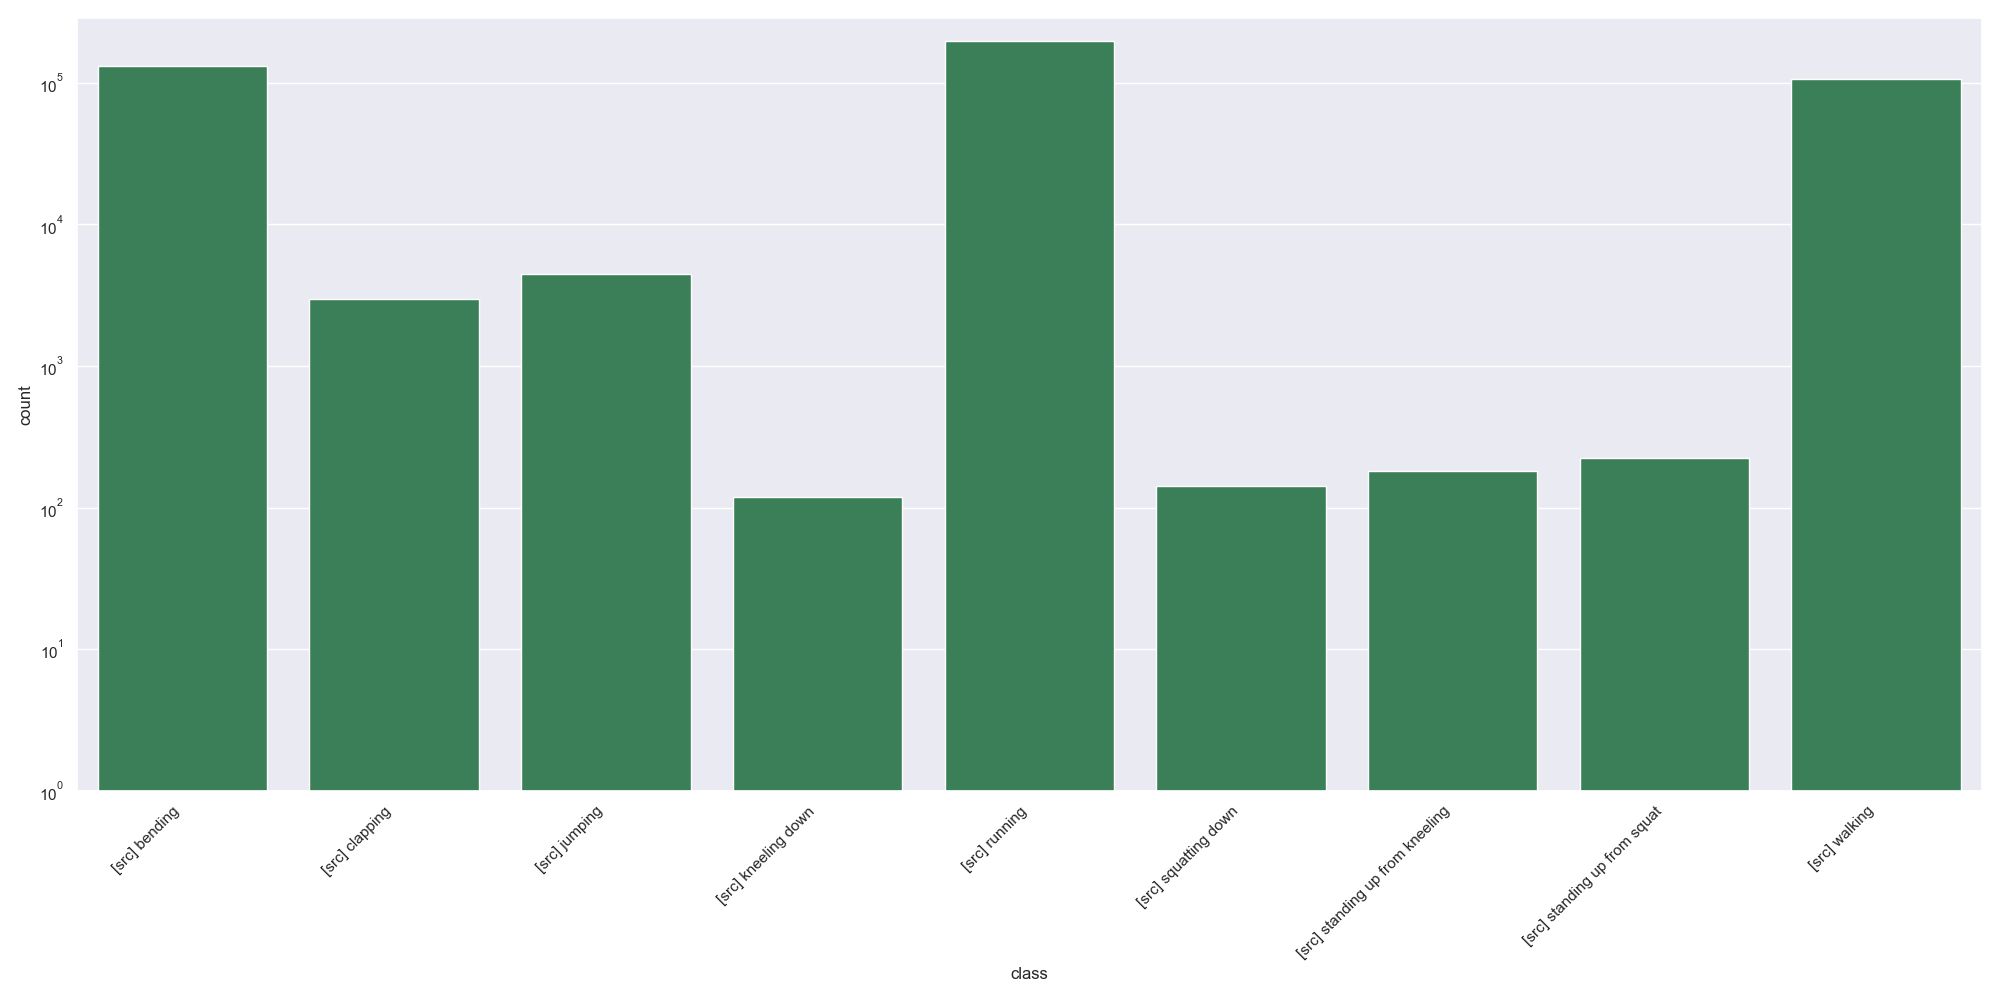 count
10^5
10^4
10^3
10^2
10^1
10^0
[src] bending
[src] clapping
[src] jumping
[src] kneeling down
[src] running
[src] squatting down
[src] standing up from kneeling
[src] standing up from squat
[src] walking
class